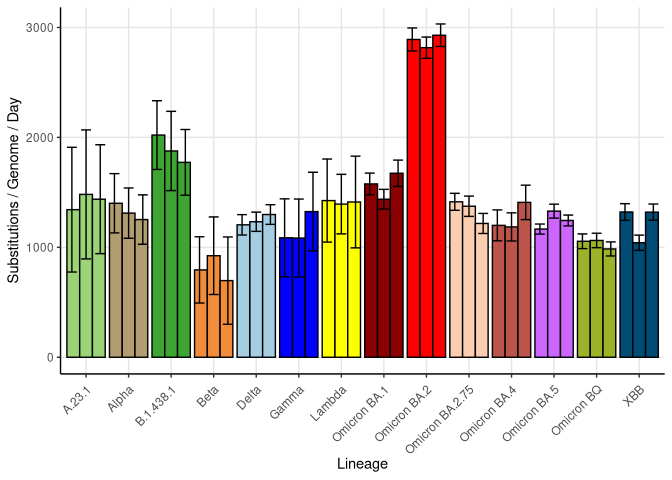 Substitutions / Genome / Day
3000
2000
1000
0
A.23.1
Alpha
B.1.438.1
Beta
Delta
Gamma
Lambda
Omicron BA.1
Omicron BA.2
Omicron BA.2.75
Omicron BA.4
Omicron BA.5
Omicron BQ
XBB
Lineage